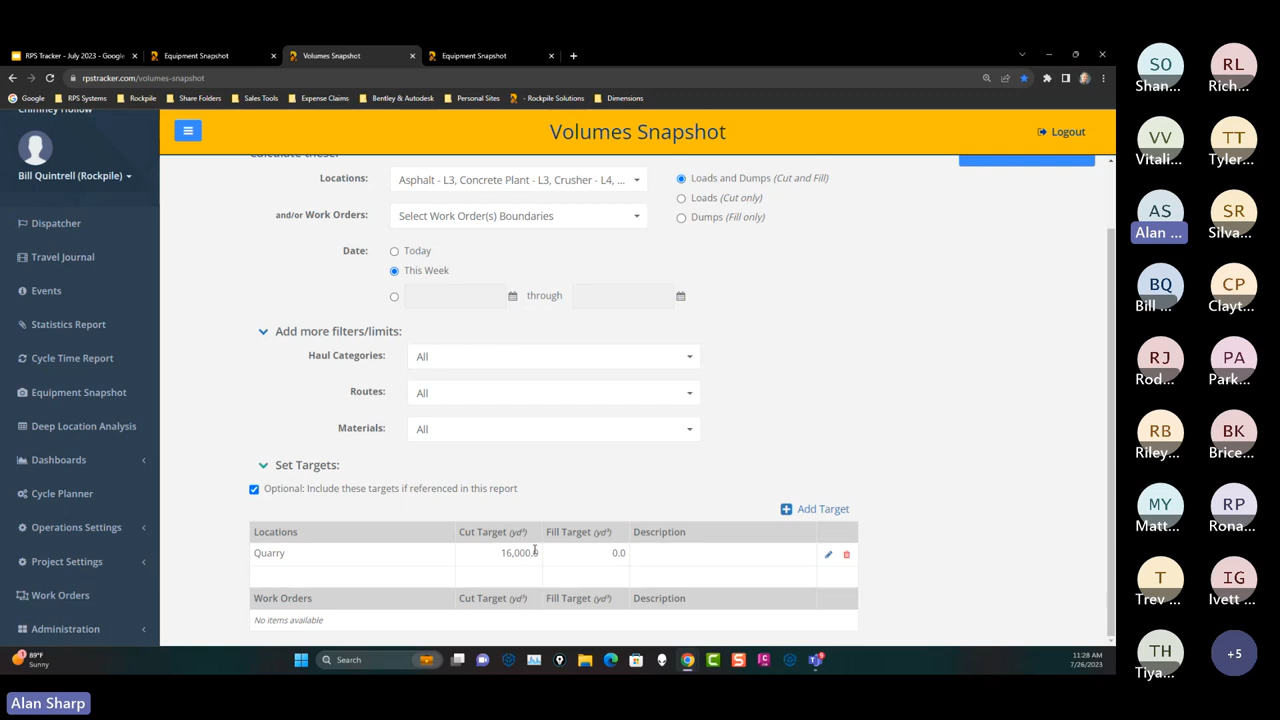 RPS Tracker - July 2023 - Google
Equipment Snapshot
Volumes Snapshot
Equipment Snapshot
rpstracker.com/volumes-snapshot
Google
RPS Systems
Rockpile
Share Folders
Sales Tools
Expense Claims
Bentley & Autodesk
Personal Sites
- Rockpile Solutions
Dimensions
Chimney Hollow
Bill Quintrell (Rockpile)
Dispatcher
Travel Journal
Events
Statistics Report
Cycle Time Report
Equipment Snapshot
Deep Location Analysis
Dashboards
Cycle Planner
Operations Settings
Project Settings
Work Orders
Administration
Volumes Snapshot
Logout
Calculate these:
Locations:
Asphalt - L3, Concrete Plant - L3, Crusher - L4, ...
Loads and Dumps (Cut and Fill)
Loads (Cut only)
and/or Work Orders:
Select Work Order(s) Boundaries
Dumps (Fill only)
Date:
Today
This Week
through
Add more filters/limits:
Haul Categories:
All
Routes:
All
Materials:
All
Set Targets:
Optional: Include these targets if referenced in this report
Add Target
Locations
Cut Target (yd³)
Fill Target (yd³)
Description
Quarry
16,000.0
0.0
Work Orders
Cut Target (yd³)
Fill Target (yd³)
Description
No items available
SO
Shan...
RL
Rich...
VV
Vitali...
TT
Tyler...
AS
Alan ...
SR
Silva...
BQ
Bill ...
CP
Clayt...
RJ
Rod...
PA
Park...
RB
Riley...
BK
Brice...
MY
Matt...
RP
Rona...
T
Trev ...
IG
Ivett ...
TH
Tiya...
+5
1
89°F
Sunny
Search
11:28 AM
7/26/2023
Alan Sharp